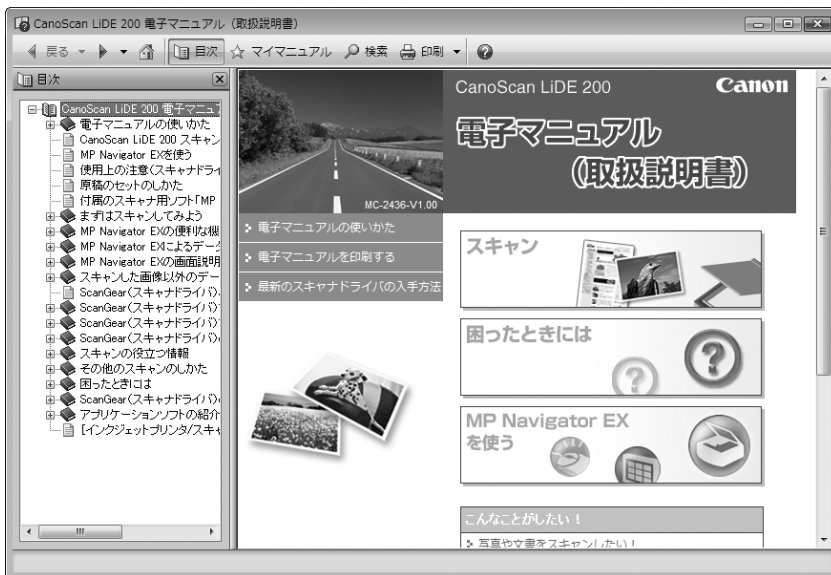 CanoScan LiDE 200 電子マニュアル（取扱説明書）
戻る 目次 マイマニュアル 検索 印刷
目次
CanoScan LiDE 200 電子マニュア
電子マニュアルの使いかた
CanoScan LiDE 200 スキャン
MP Navigator EXを使う
使用上の注意(スキャナドライ
原稿のセットのしかた
付属のスキャナ用ソフト「MP
まずはスキャンしてみよう
MP Navigator EXの便利な機
MP Navigator EXによるデータ
MP Navigator EXの画面説明
スキャンした画像以外のデー
ScanGear(スキャナドライバ)
ScanGear(スキャナドライバ)
ScanGear(スキャナドライバ)
ScanGear(スキャナドライバ)
スキャンの役立つ情報
その他のスキャンのしかた
困ったときには
ScanGear(スキャナドライバ)
アプリケーションソフトの紹介
[インクジェットプリンタ/スキャ
MC-2436-V1.00
電子マニュアルの使いかた
電子マニュアルを印刷する
最新のスキャナドライバの入手方法
CanoScan LiDE 200
Canon
電子マニュアル
(取扱説明書)
スキャン
困ったときには
MP Navigator EX
を使う
こんなことがしたい！
写真や文書をスキャンしたい！